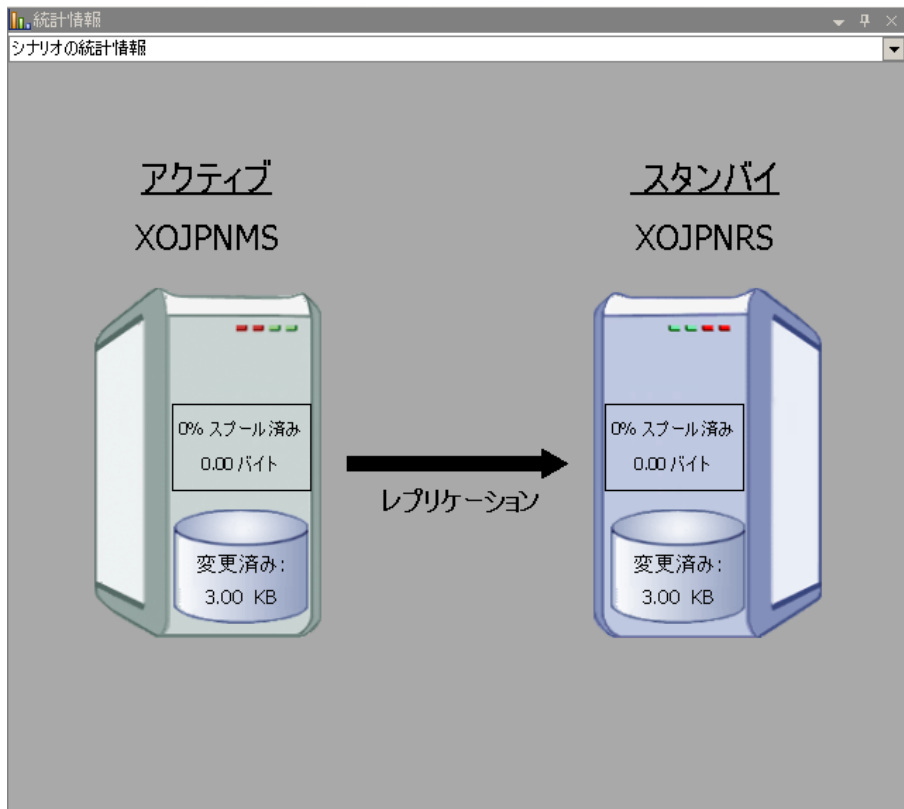 統計情報
シナリオの統計情報
アクティブ
XOJPNMS
スタンバイ
XOJPNRS
0% スプール済み
0.00 バイト
変更済み:
3.00 KB
レプリケーション
0% スプール済み
0.00 バイト
変更済み:
3.00 KB